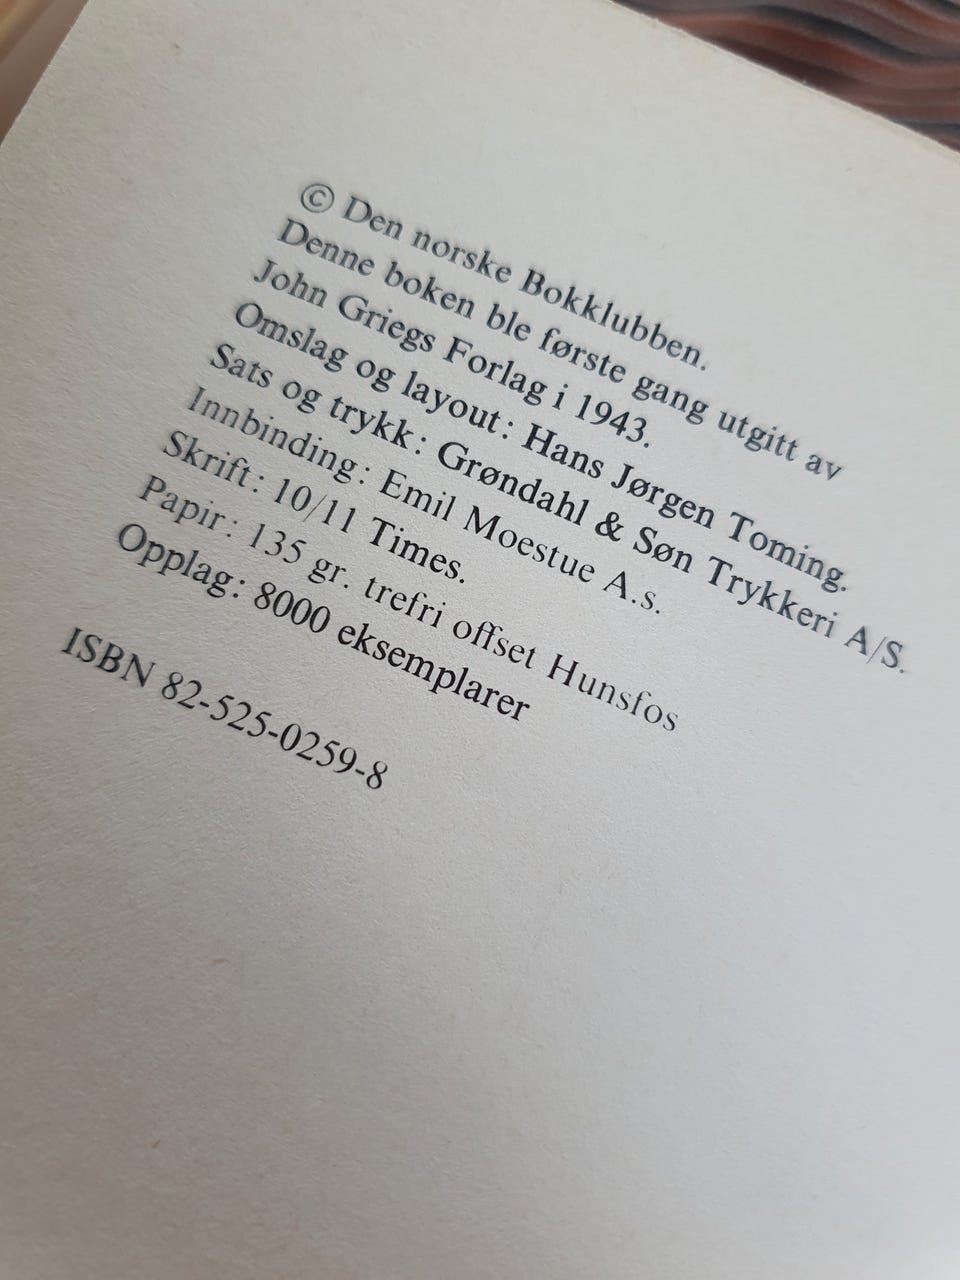 © Den norske Bokklubben.
Denne boken ble første gang utgitt av
John Griegs Forlag i 1943.
Omslag og layout: Hans Jørgen Toming.
Sats og trykk: Grøndahl & Søn Trykkeri A/S.
Innbinding: Emil Moestue A.s.
Skrift: 10/11 Times.
Papir: 135 gr. trefri offset Hunsfos
Opplag: 8000 eksemplarer
ISBN 82-525-0259-8